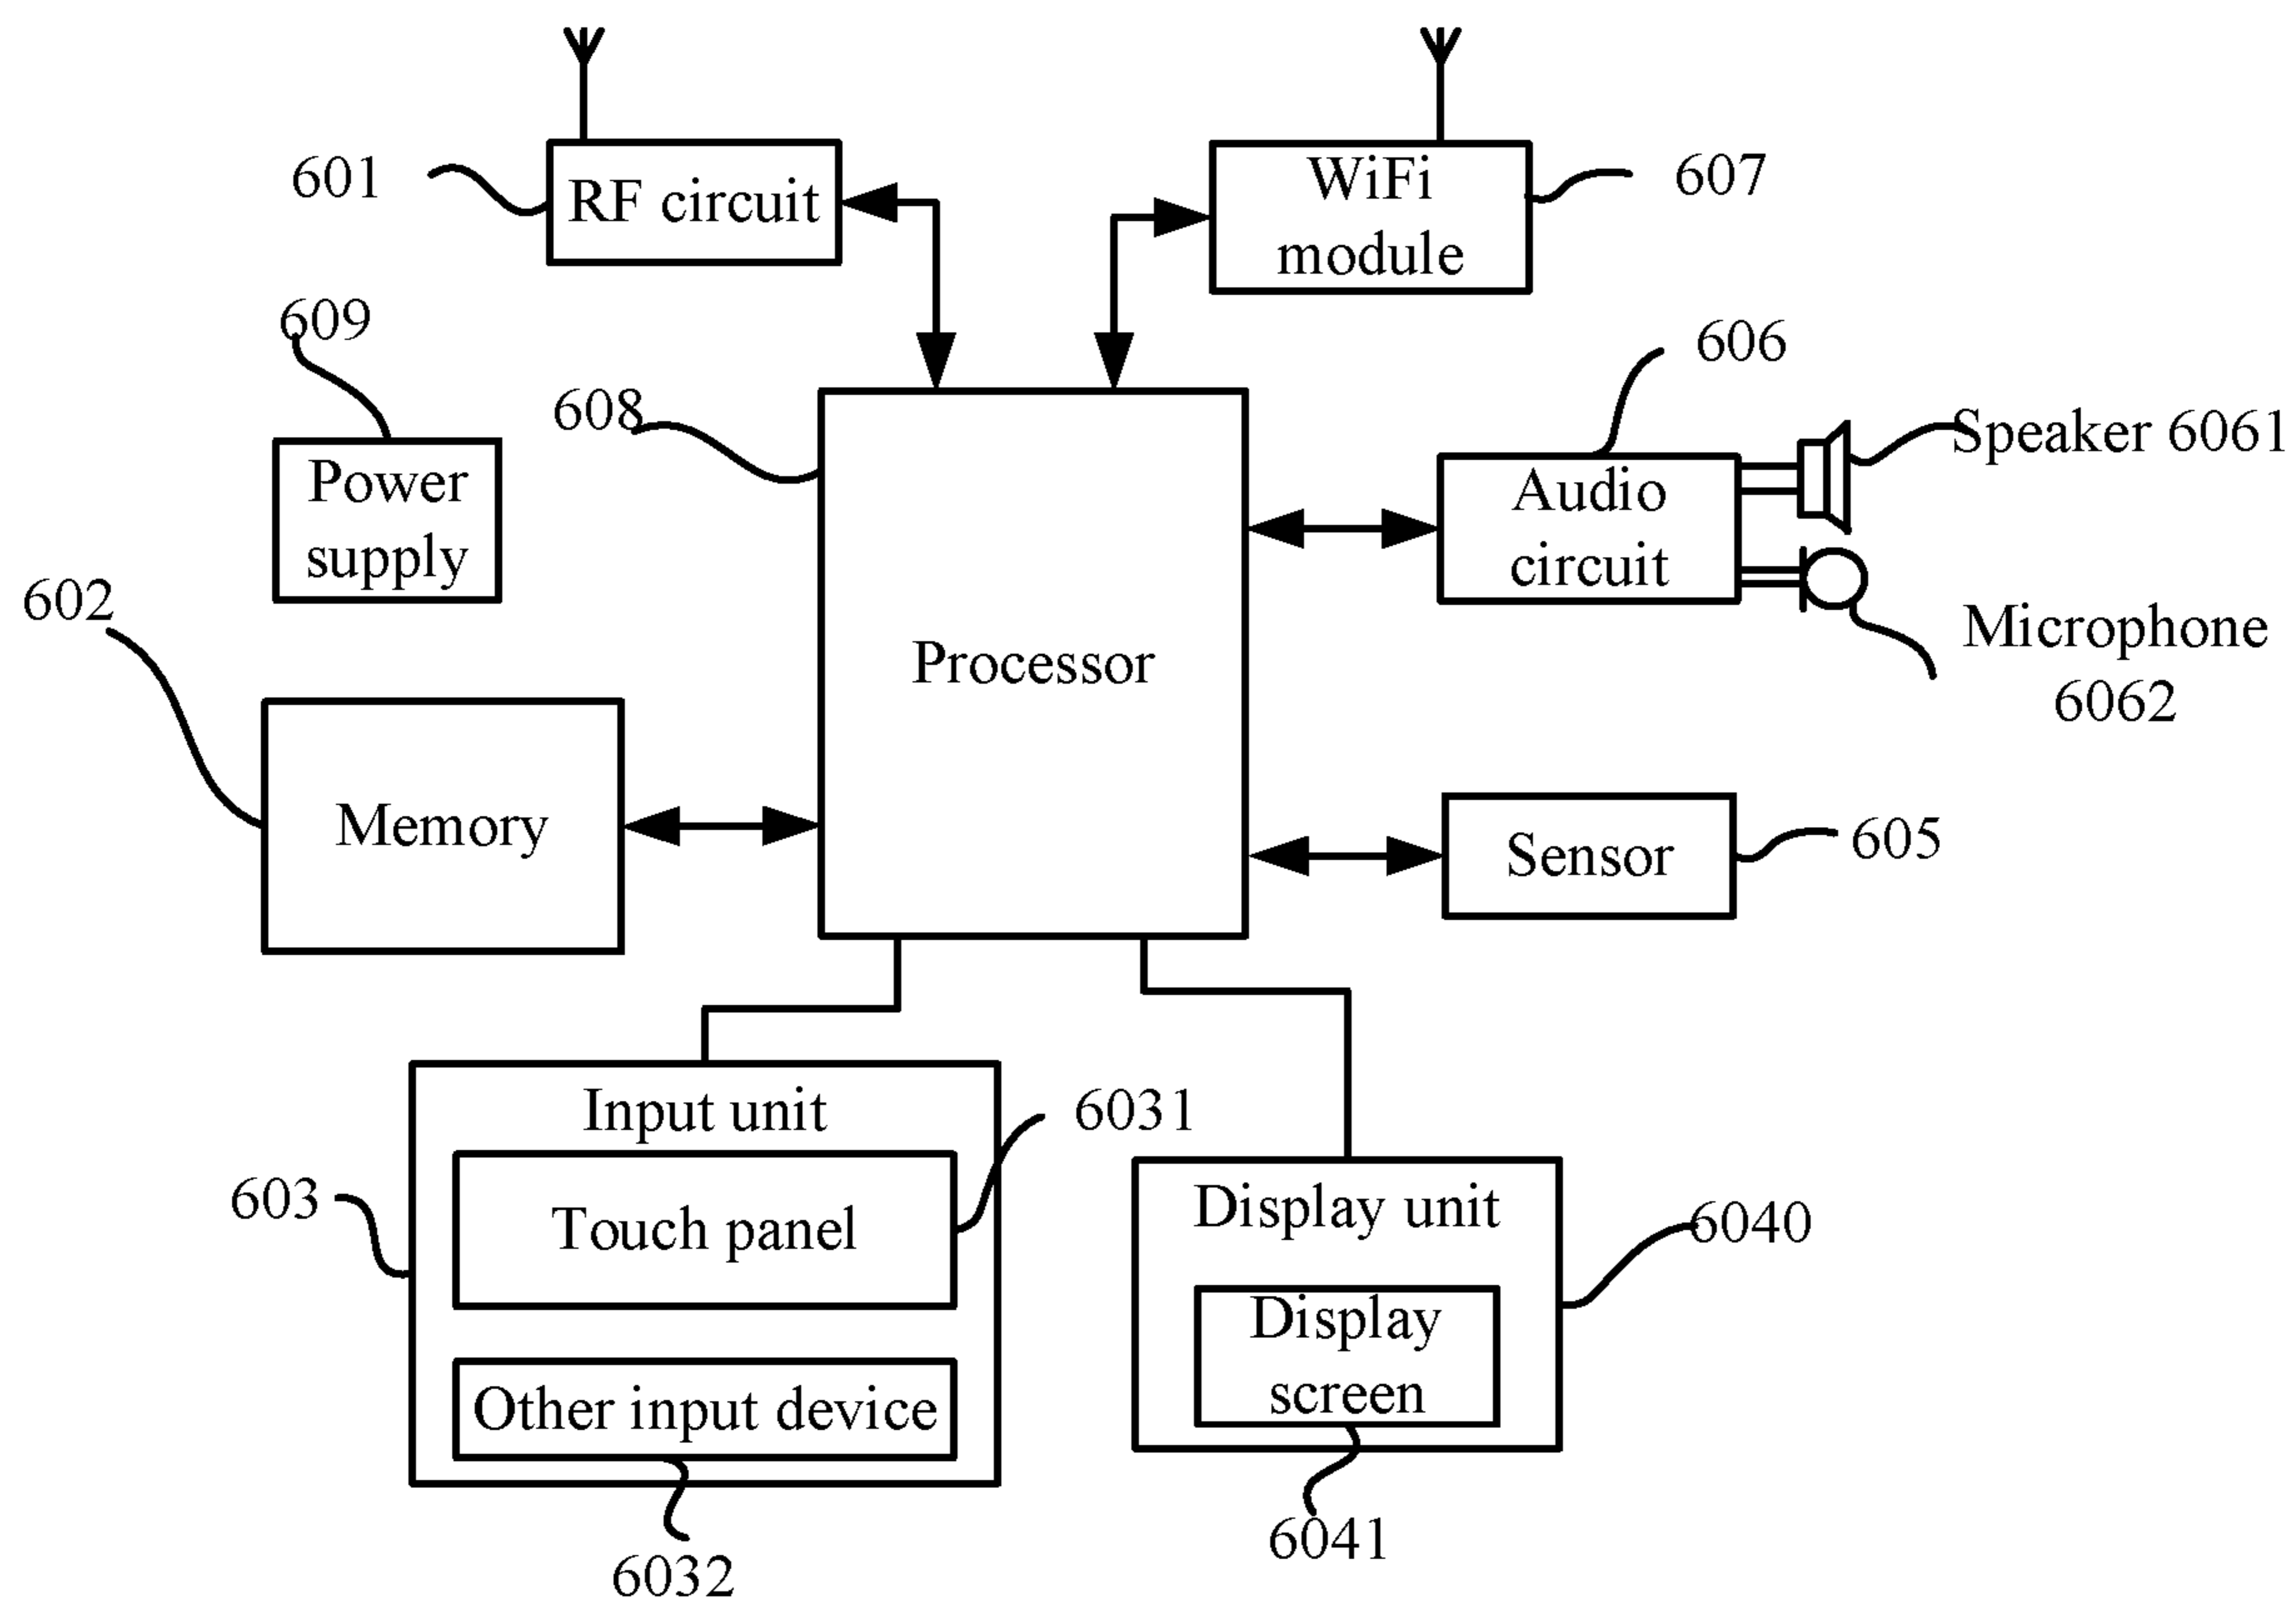 601
RF circuit
WiFi
module
607
609
Power
supply
608
606
Audio
circuit
Speaker 6061
Microphone
6062
602
Memory
Processor
Sensor
605
Input unit
6031
603
Touch panel
Other input device
6032
Display unit
6040
Display
screen
6041